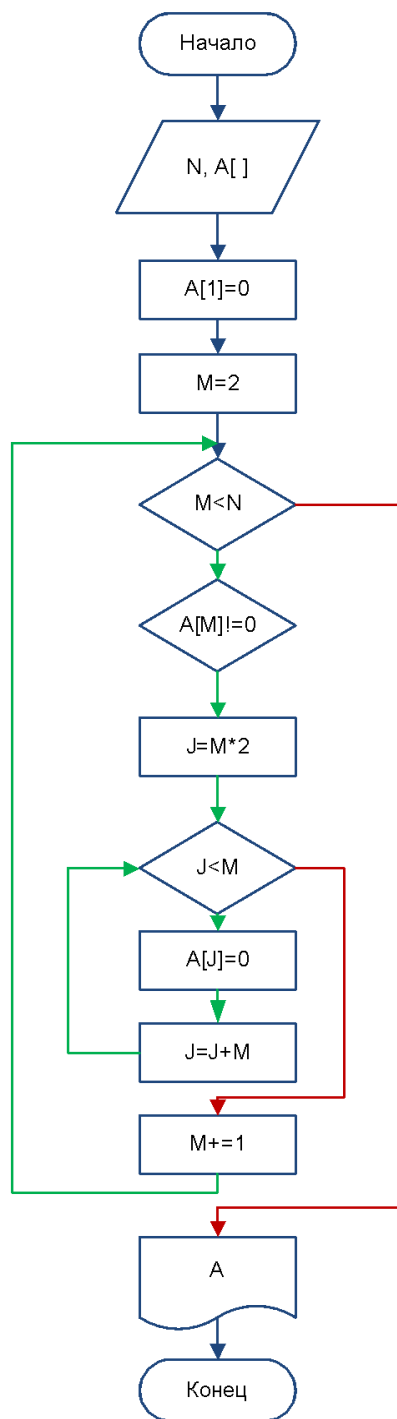 Начало
N, A[ ]
A[1]=0
M=2
M<N
A[M]!=0
J=M*2
J<M
A[J]=0
J=J+M
M+=1
A
Конец